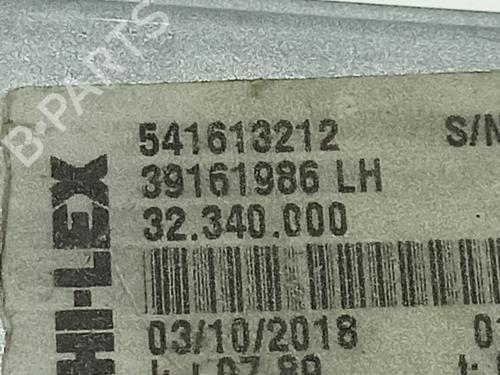 B-PARTS
HI-LEX
541613212 S/N
39161986 LH
32.340.000
03/10/2018